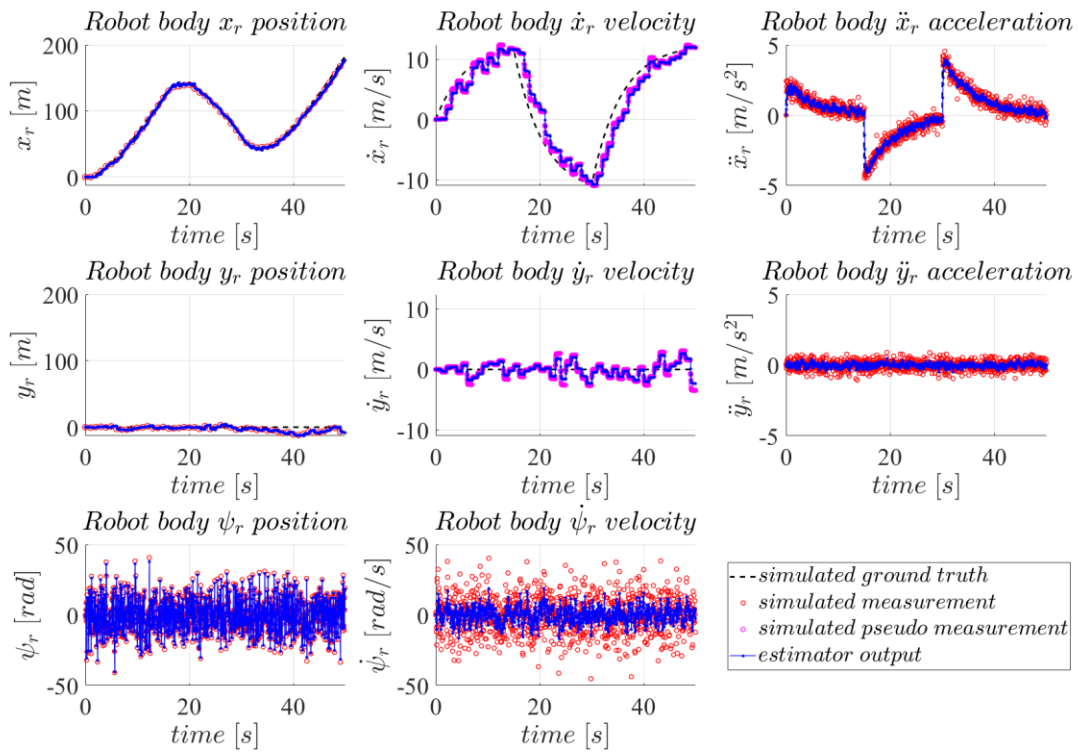 Robot body x_r position
200
100
0
x_r [m]
0 20 40
time [s]
Robot body ẋ_r velocity
10
0
-10
ẋ_r [m/s]
0 20 40
time [s]
Robot body ẍ_r acceleration
5
0
-5
ẍ_r [m/s²]
0 20 40
time [s]
Robot body y_r position
200
100
0
y_r [m]
0 20 40
time [s]
Robot body ẏ_r velocity
10
0
-10
ẏ_r [m/s]
0 20 40
time [s]
Robot body ÿ_r acceleration
5
0
-5
ÿ_r [m/s²]
0 20 40
time [s]
Robot body ψ_r position
50
0
-50
ψ_r [rad]
0 20 40
time [s]
Robot body ψ̇_r velocity
50
0
-50
ψ̇_r [rad/s]
0 20 40
time [s]
simulated ground truth
simulated measurement
simulated pseudo measurement
estimator output